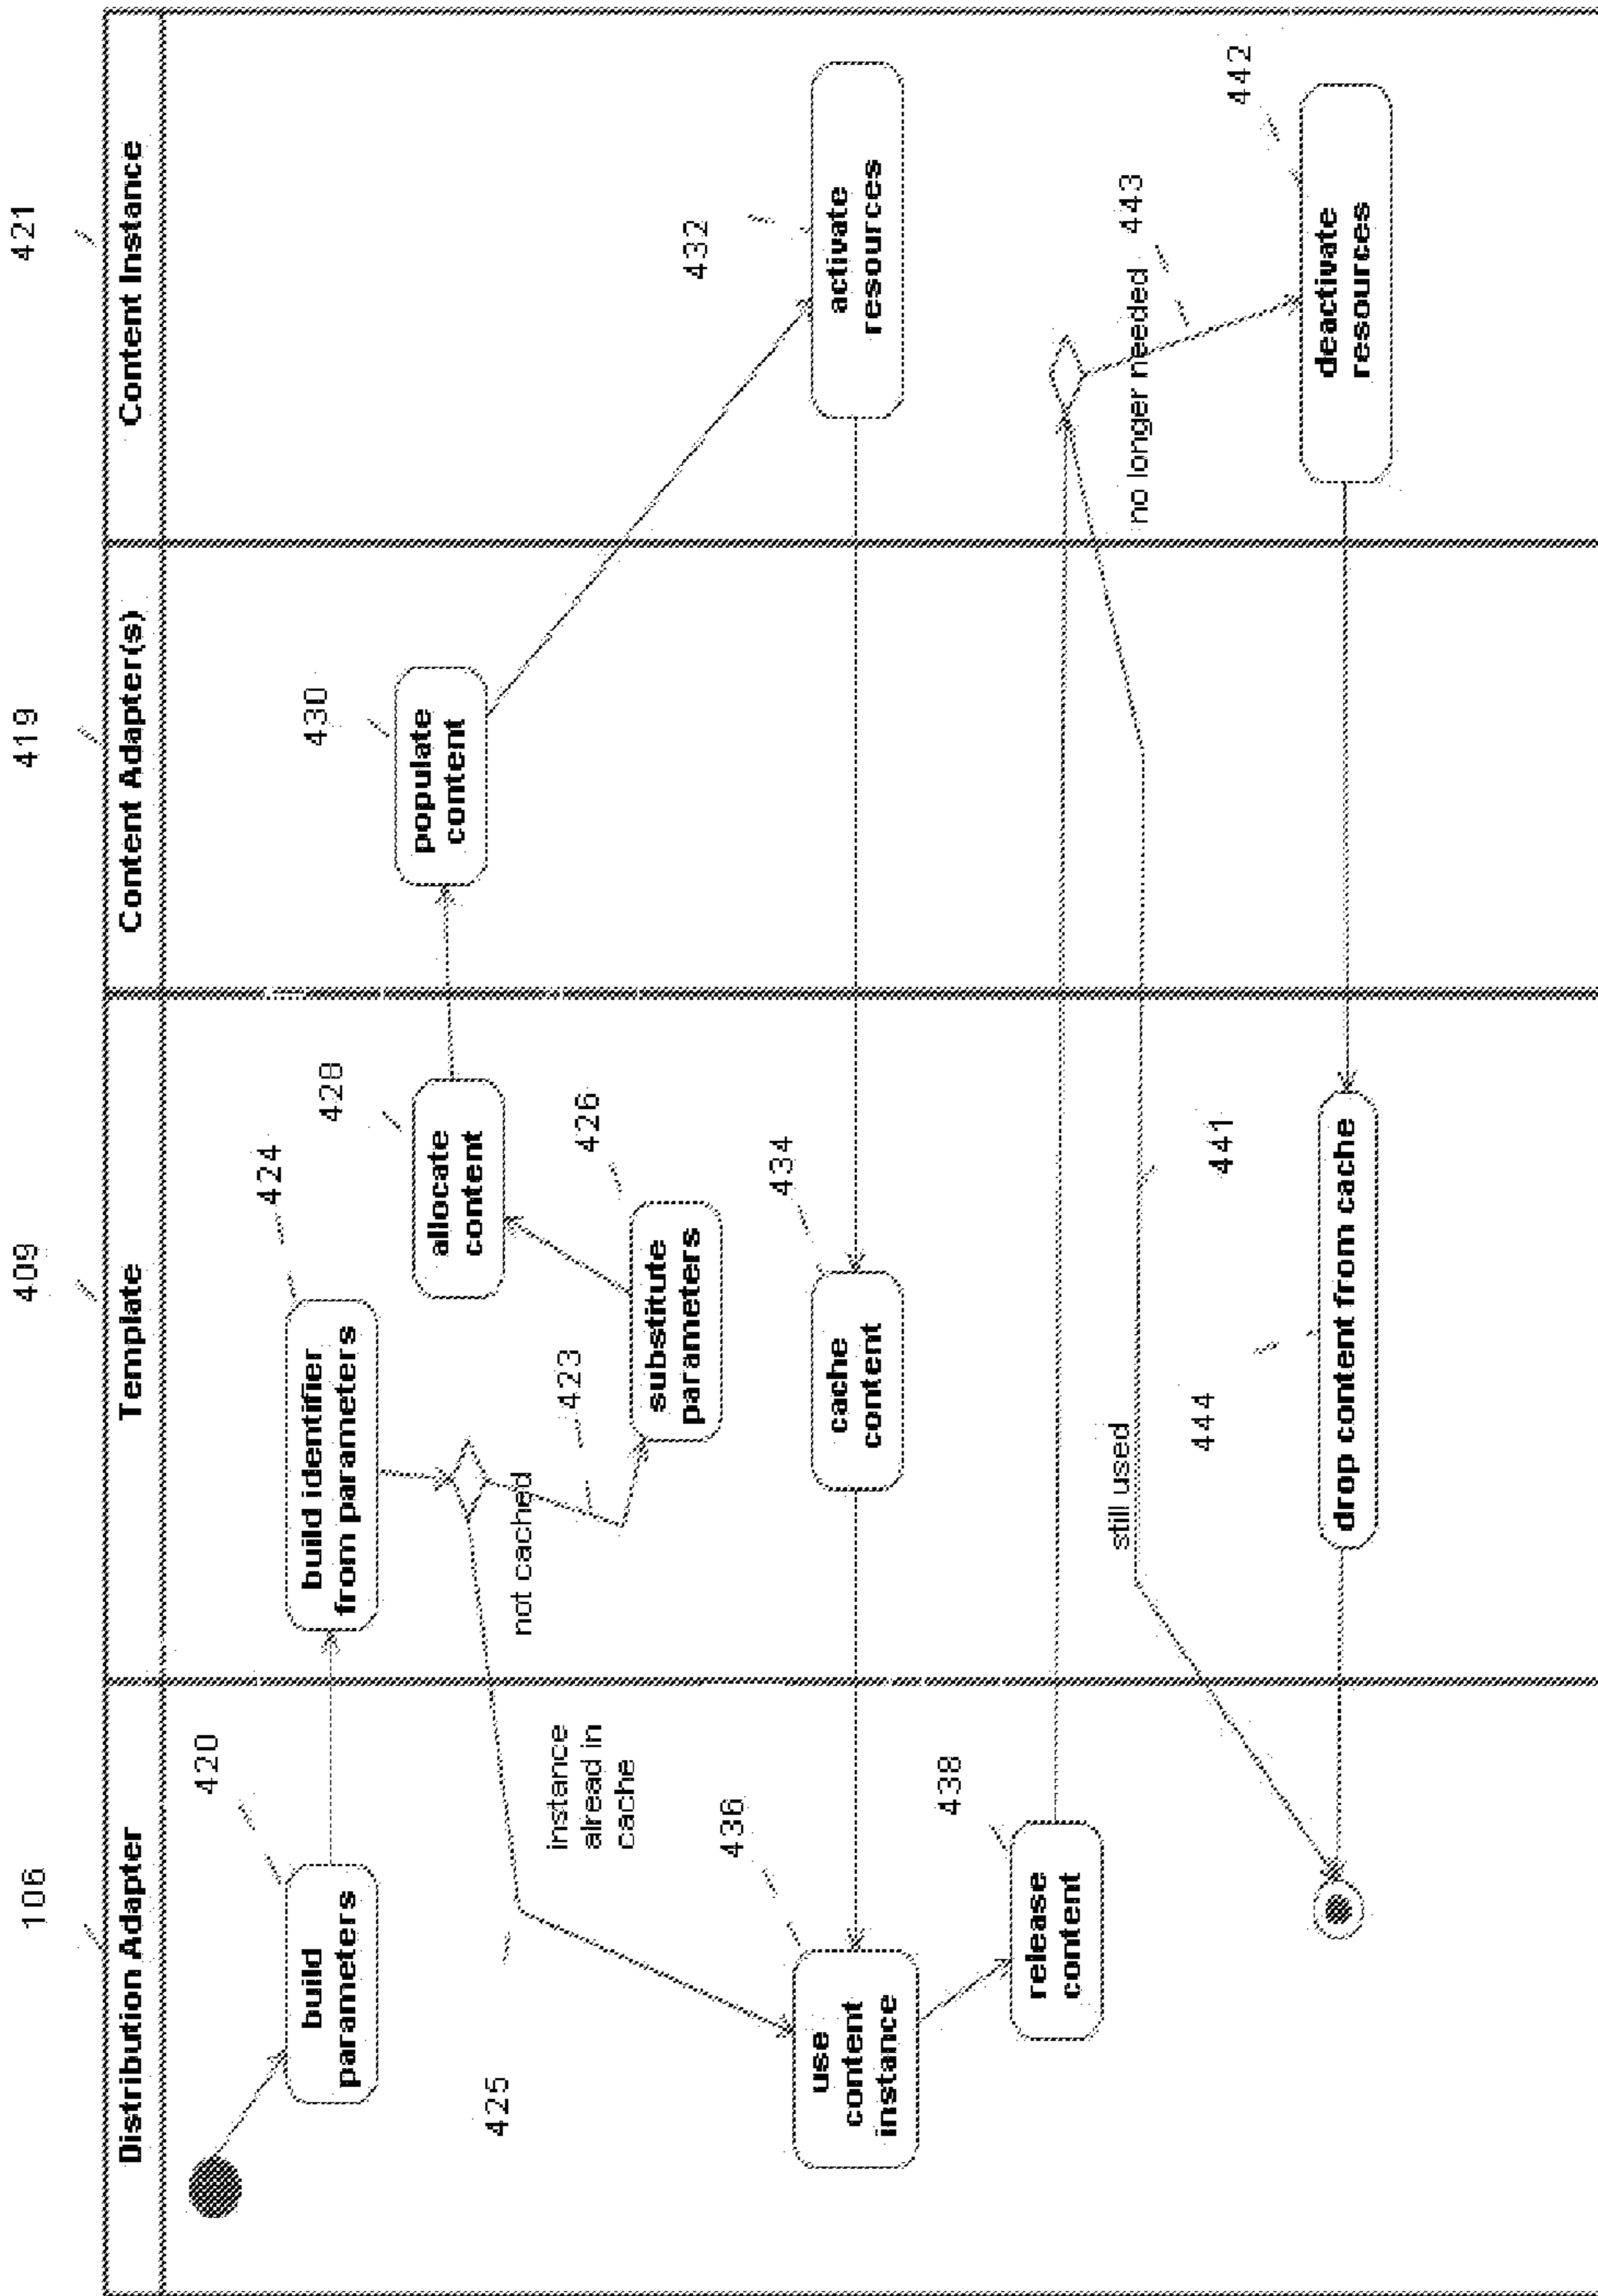 106
409
419
421
Distribution Adapter
Template
Content Adapter(s)
Content Instance
420
build
parameters
424
build identifier
from parameters
428
allocate
content
430
populate
content
not cached
423
426
substitute
parameters
425
instance
alread in
cache
432
activate
resources
434
cache
content
436
use
content
instance
438
release
content
still used
441
no longer needed
443
442
deactivate
resources
444
drop content from cache